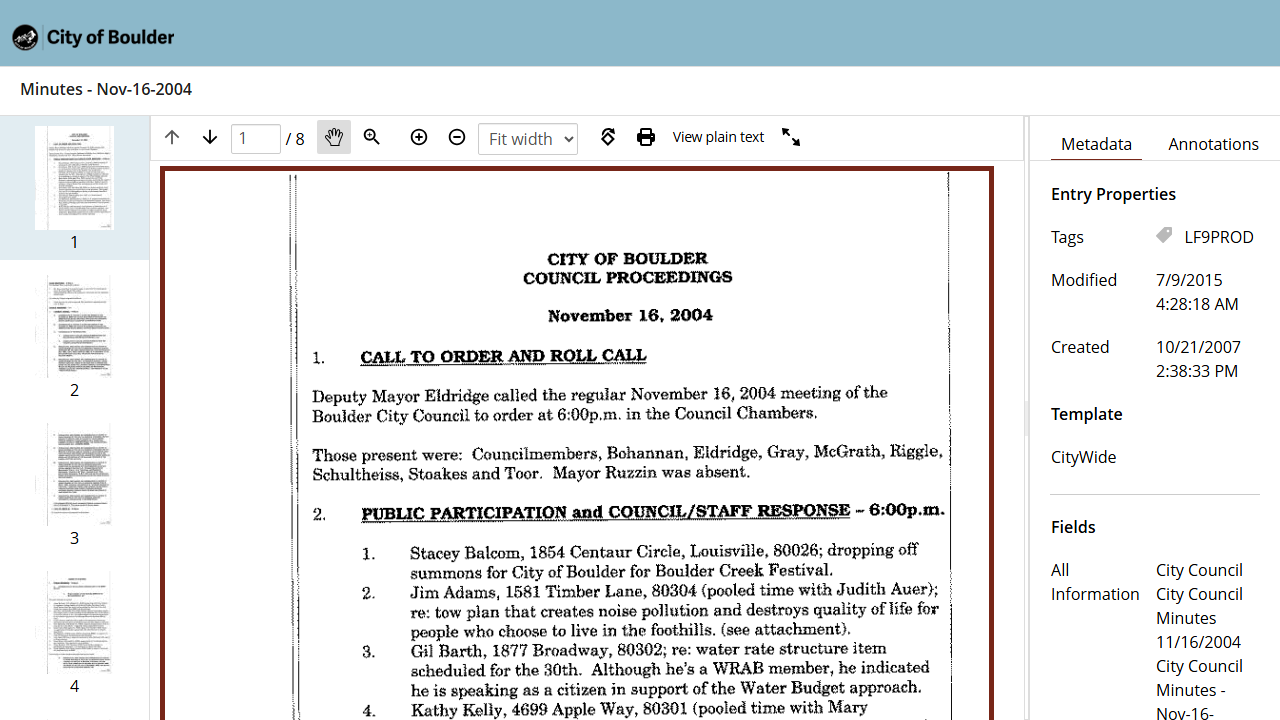 City of Boulder
Minutes - Nov-16-2004
1
/ 8
Fit width
View plain text
Metadata
Annotations
1
2
3
4
CITY OF BOULDER
COUNCIL PROCEEDINGS
November 16, 2004
1. CALL TO ORDER AND ROLL CALL
Deputy Mayor Eldridge called the regular November 16, 2004 meeting of the
Boulder City Council to order at 6:00p.m. in the Council Chambers.
Those present were: Councilmembers, Bohannan, Eldridge, Gray, McGrath, Riggle,
Schultheiss, Stoakes and Toor. Mayor Ruzzin was absent.
2. PUBLIC PARTICIPATION and COUNCIL/STAFF RESPONSE – 6:00p.m.
1. Stacey Balcom, 1854 Centaur Circle, Louisville, 80026; dropping off
summons for City of Boulder for Boulder Creek Festival.
2. Jim Adams, 1581 Timber Lane, 80304 (pooled time with Judith Auer);
re: tow plan that creates noise pollution and destroys quality of life for
people who choose to live in the foothills. (see attachment).
3. Gil Barth, 1877 Broadway, 80302; re: water rate structure item
scheduled for the 30th. Although he's a WRAB member, he indicated
he is speaking as a citizen in support of the Water Budget approach.
4. Kathy Kelly, 4699 Apple Way, 80301 (pooled time with Mary
Entry Properties
Tags LF9PROD
Modified 7/9/2015
4:28:18 AM
Created 10/21/2007
2:38:33 PM
Template
CityWide
Fields
All City Council
Information City Council
Minutes
11/16/2004
City Council
Minutes -
Nov-16-